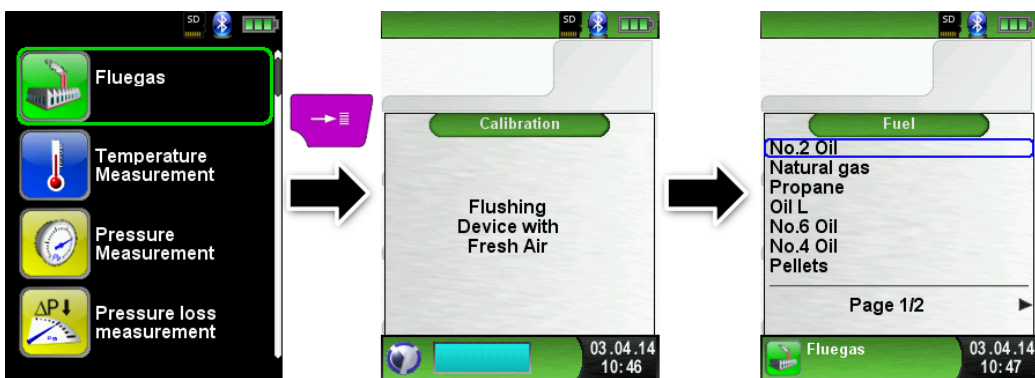 SD
Fluegas
Temperature
Measurement
Pressure
Measurement
ΔP
Pressure loss
measurement
SD
Calibration
Flushing
Device with
Fresh Air
03.04.14
10:46
SD
Fuel
No.2 Oil
Natural gas
Propane
Oil L
No.6 Oil
No.4 Oil
Pellets
Page 1/2
Fluegas
03.04.14
10:47